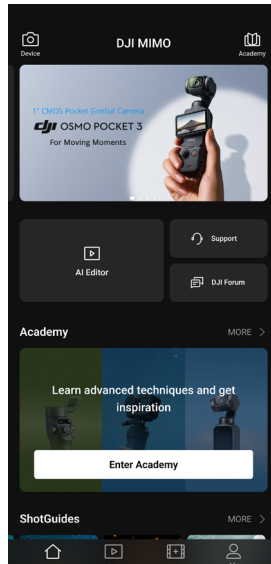 DJI MIMO
Device
Academy
1" CMOS Pocket Gimbal Camera
dji OSMO POCKET 3
For Moving Moments
AI Editor
Support
DJI Forum
Academy
MORE >
Learn advanced techniques and get
inspiration
Enter Academy
ShotGuides
MORE >